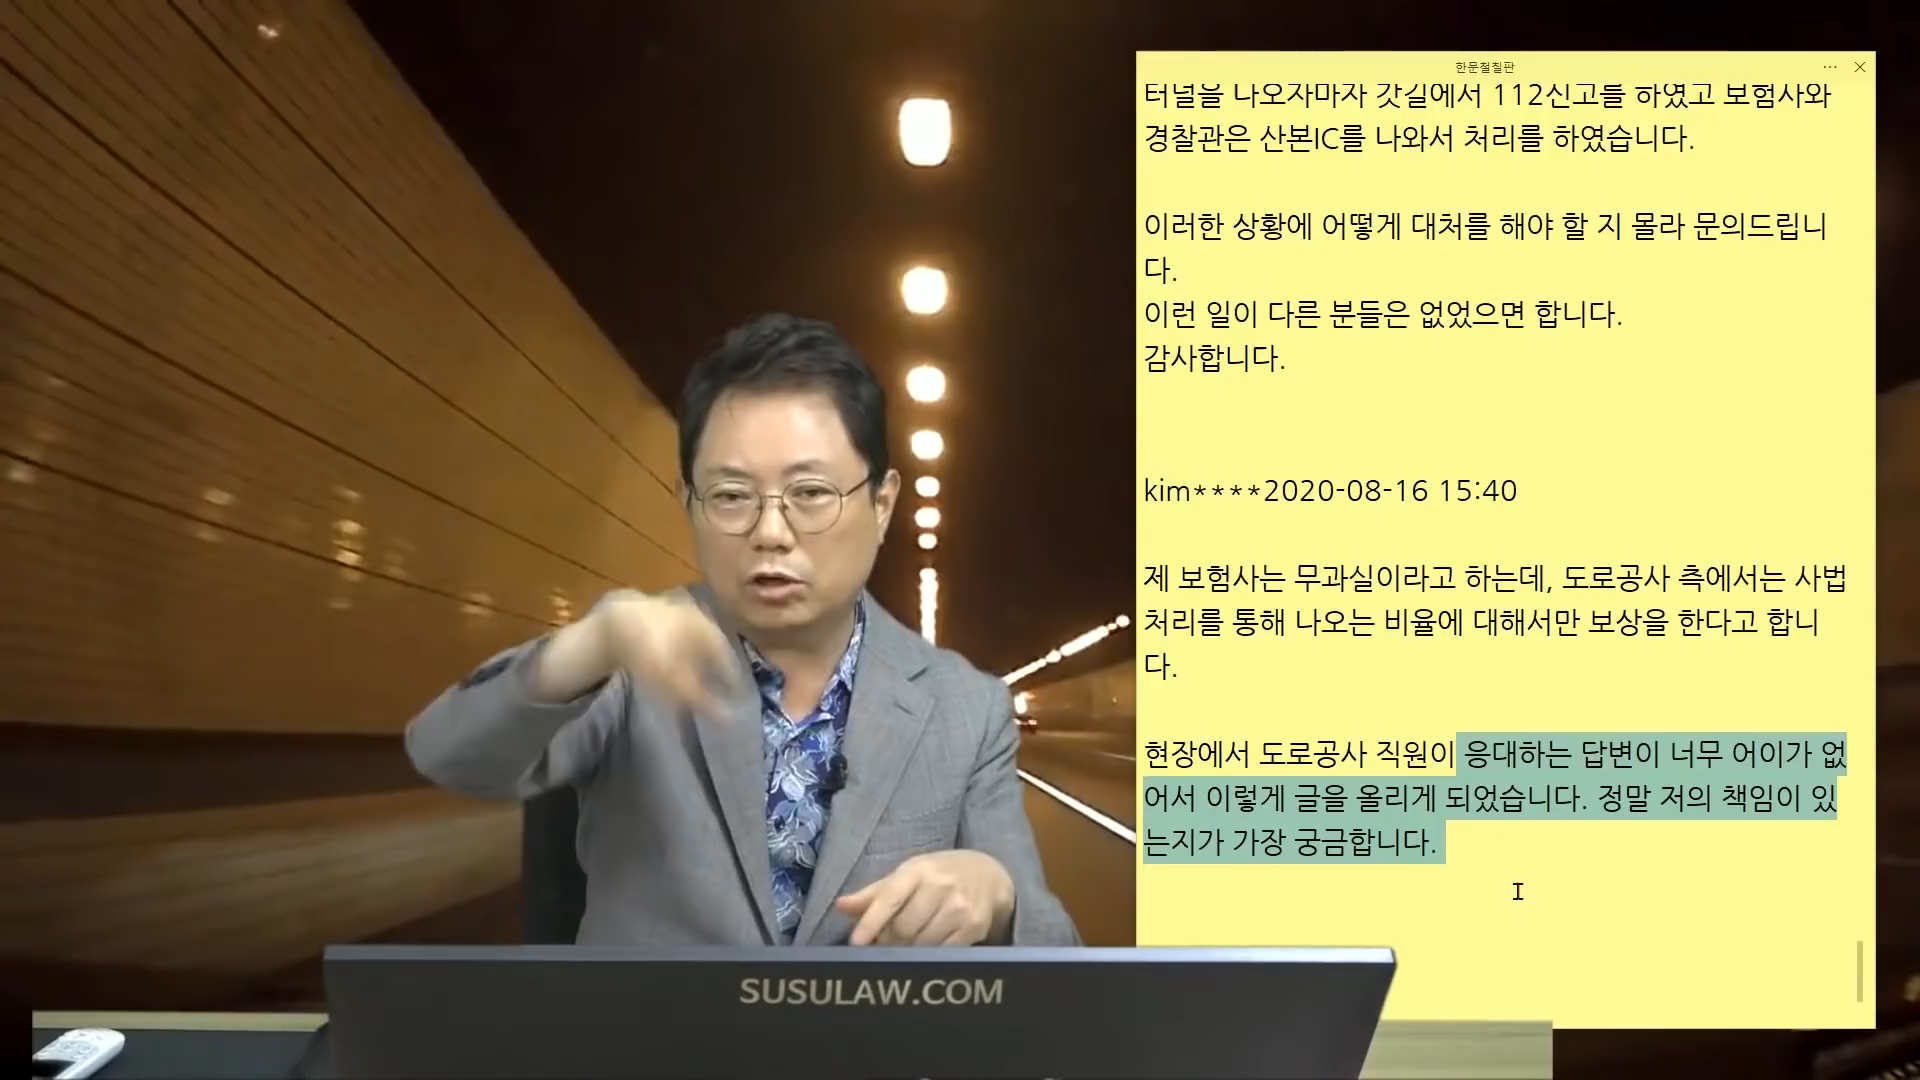 한문철칠판
터널을 나오자마자 갓길에서 112신고를 하였고 보험사와
경찰관은 산본IC를 나와서 처리를 하였습니다.
이러한 상황에 어떻게 대처를 해야 할 지 몰라 문의드립니
다.
이런 일이 다른 분들은 없었으면 합니다.
감사합니다.
kim****2020-08-16 15:40
제 보험사는 무과실이라고 하는데, 도로공사 측에서는 사법
처리를 통해 나오는 비율에 대해서만 보상을 한다고 합니
다.
현장에서 도로공사 직원이 응대하는 답변이 너무 어이가 없
어서 이렇게 글을 올리게 되었습니다. 정말 저의 책임이 있
는지가 가장 궁금합니다.
SUSULAW.COM